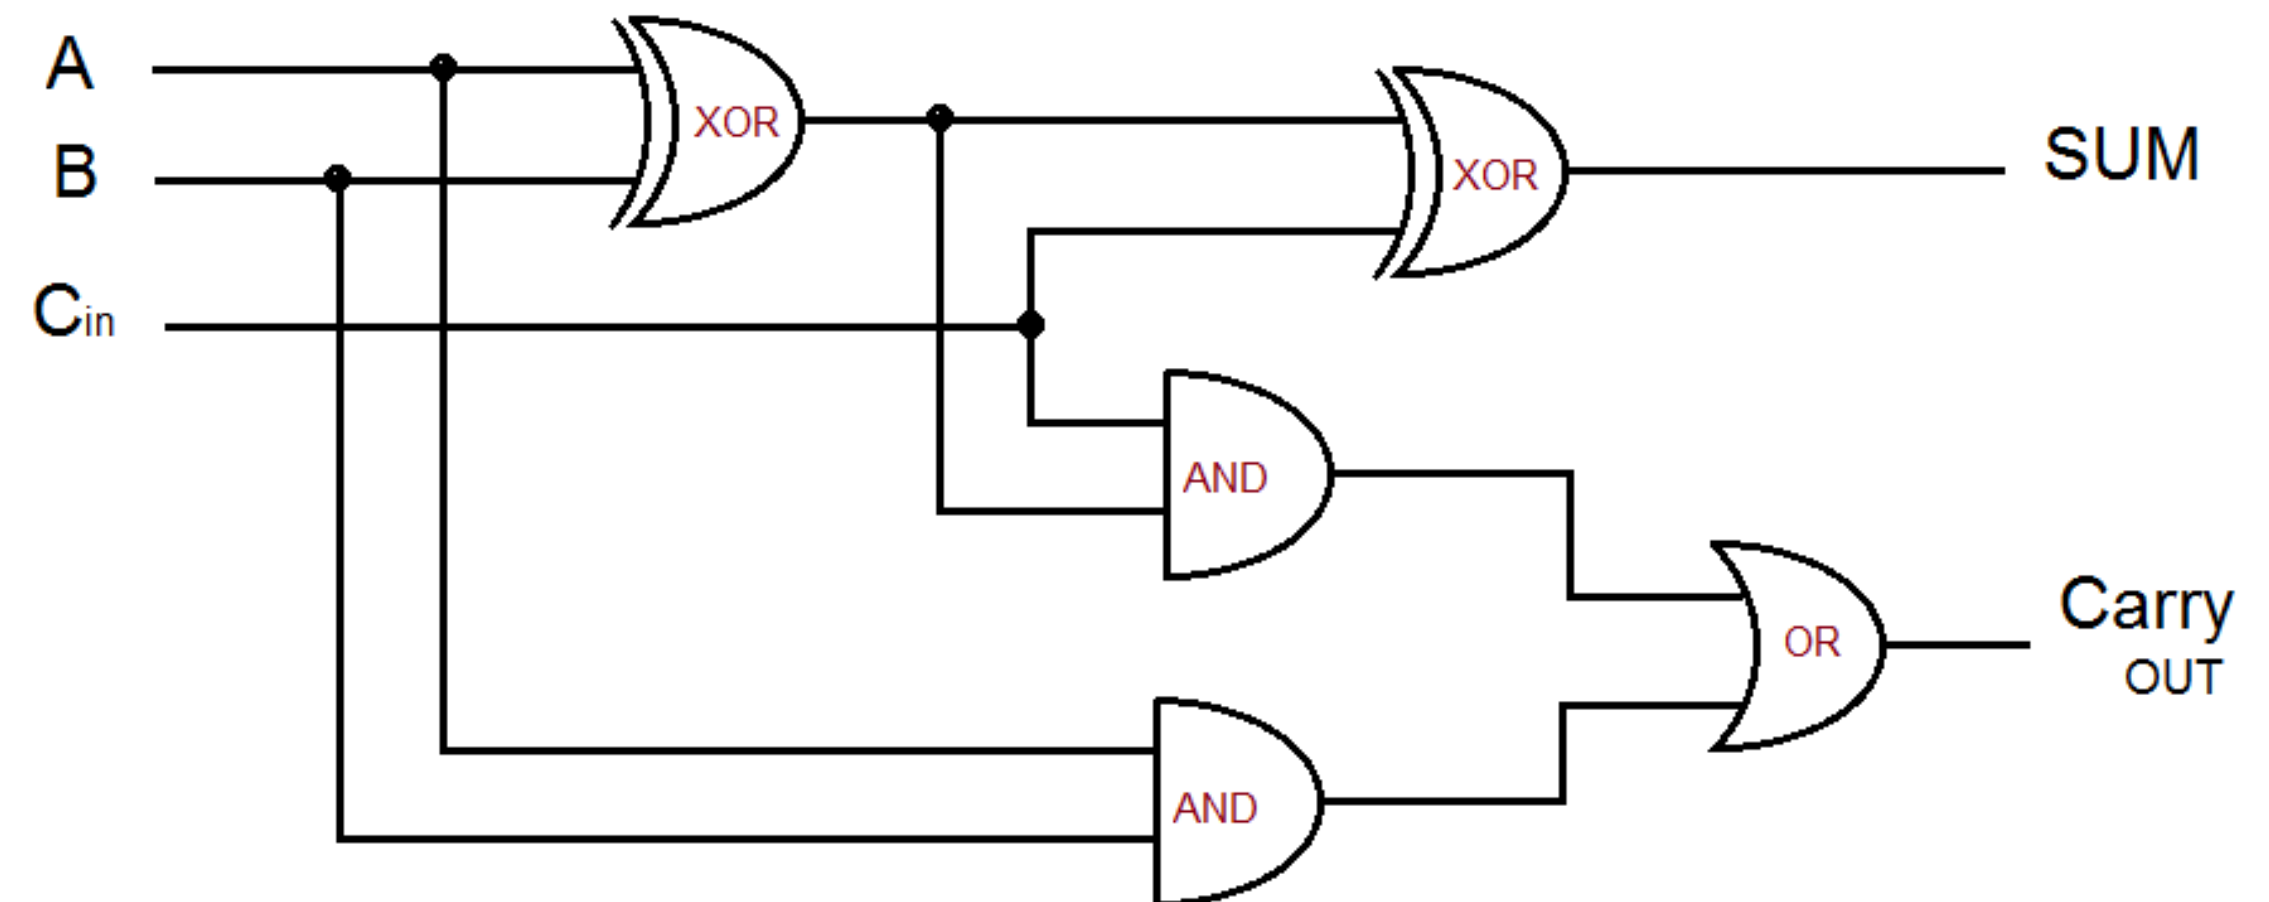 A
XOR
B
XOR
SUM
Cin
AND
Carry
OUT
OR
AND